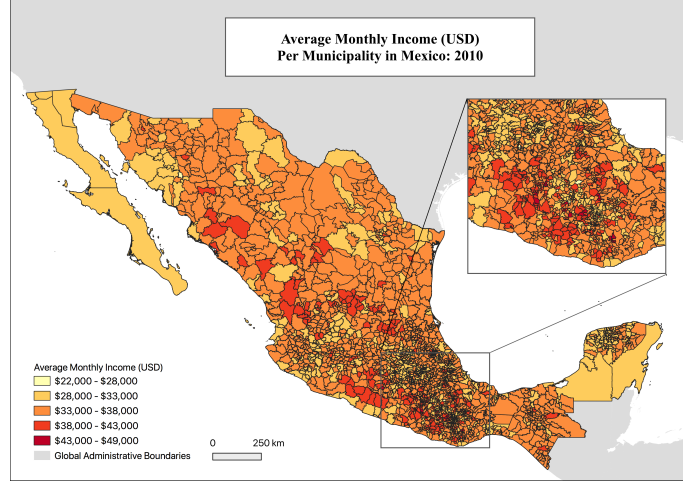 Average Monthly Income (USD)
Per Municipality in Mexico: 2010
Average Monthly Income (USD)
$22,000 - $28,000
$28,000 - $33,000
$33,000 - $38,000
$38,000 - $43,000
$43,000 - $49,000
Global Administrative Boundaries
0 250 km